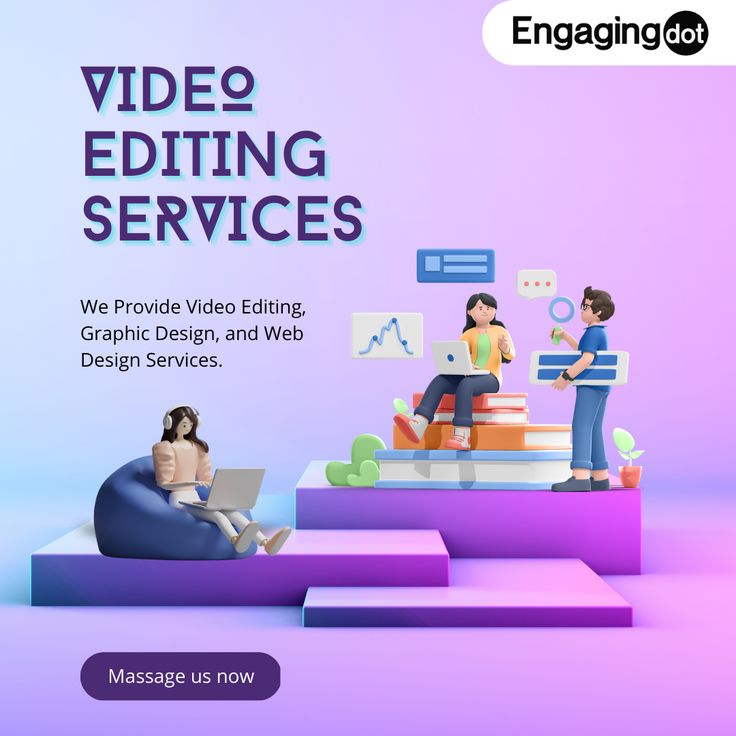 Engagingdot
VIDEO
EDITING
SERVICES
We Provide Video Editing,
Graphic Design, and Web
Design Services.
Massage us now